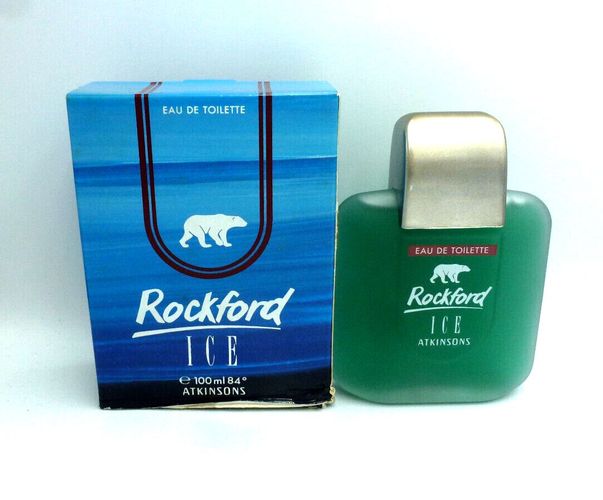 EAU DE TOILETTE
Rockford
ICE
℮ 100 ml 84°
ATKINSONS
EAU DE TOILETTE
Rockford
ICE
ATKINSONS